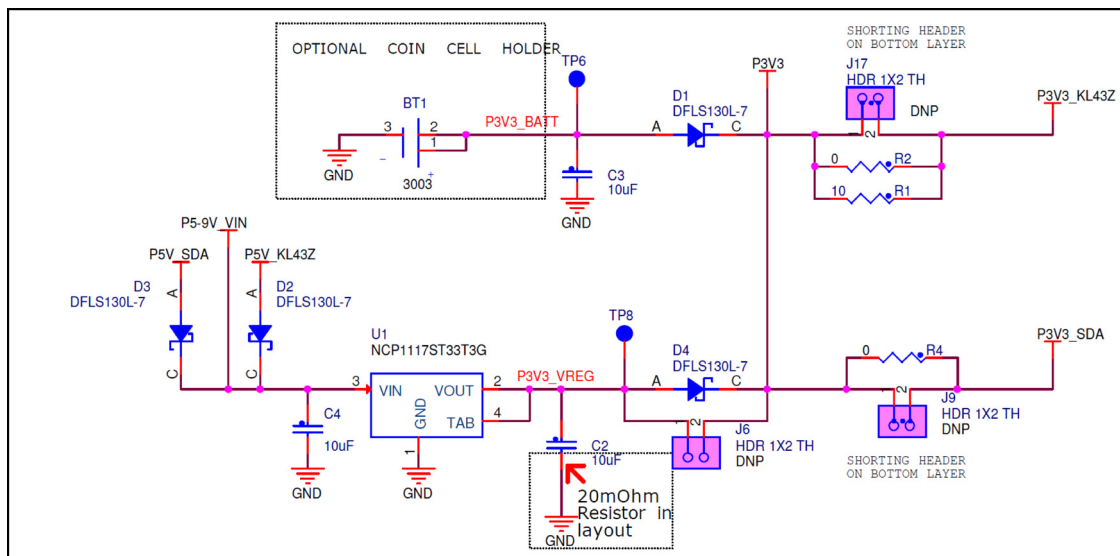 OPTIONAL COIN CELL HOLDER
BT1
3
2
1
P3V3_BATT
GND
–
+
3003
TP6
C3
10uF
GND
D1
DFLS130L-7
A
C
P3V3
SHORTING HEADER
ON BOTTOM LAYER
J17
HDR 1X2 TH
DNP
1
2
P3V3_KL43Z
0
R2
10
R1
P5-9V_VIN
P5V_SDA
P5V_KL43Z
D3
DFLS130L-7
A
C
D2
DFLS130L-7
A
C
C4
10uF
GND
U1
NCP1117ST33T3G
3
VIN
VOUT
2
GND
TAB
4
1
GND
P3V3_VREG
C2
10uF
20mOhm
Resistor in
layout
GND
TP8
D4
DFLS130L-7
A
C
1
2
J6
HDR 1X2 TH
DNP
0
R4
P3V3_SDA
1
2
J9
HDR 1X2 TH
DNP
SHORTING HEADER
ON BOTTOM LAYER